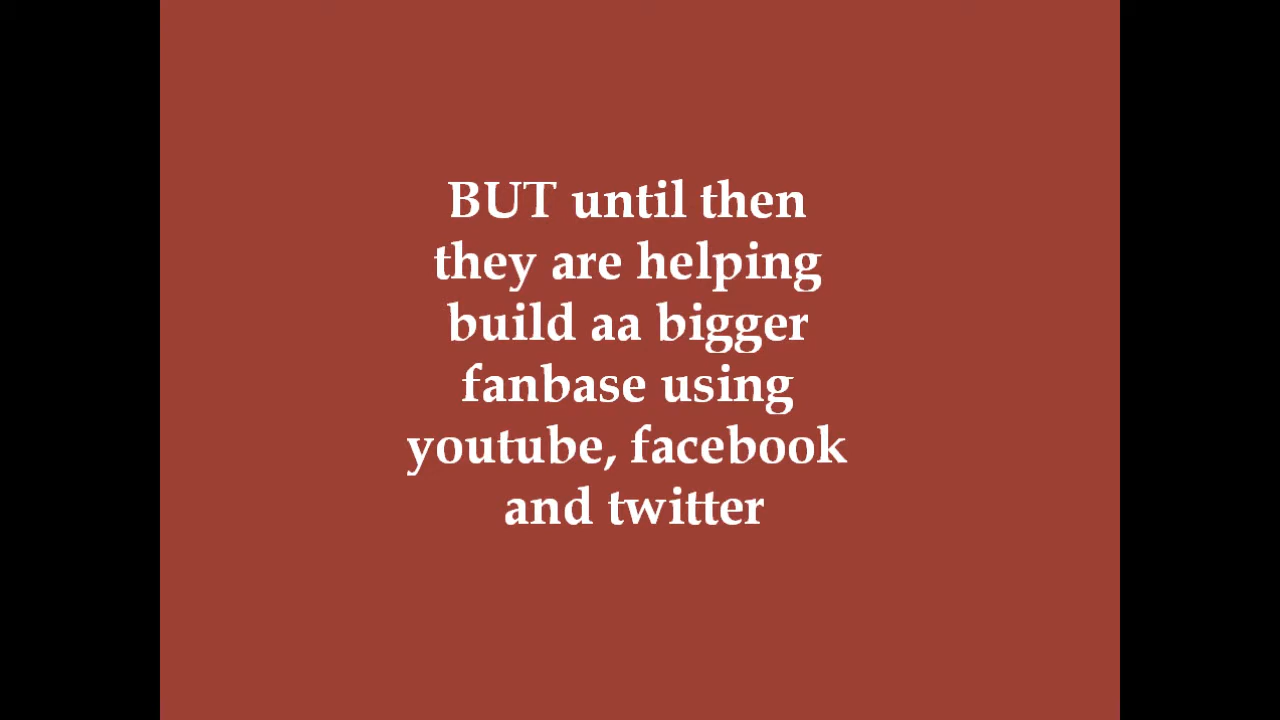 BUT until then
they are helping
build aa bigger
fanbase using
youtube, facebook
and twitter